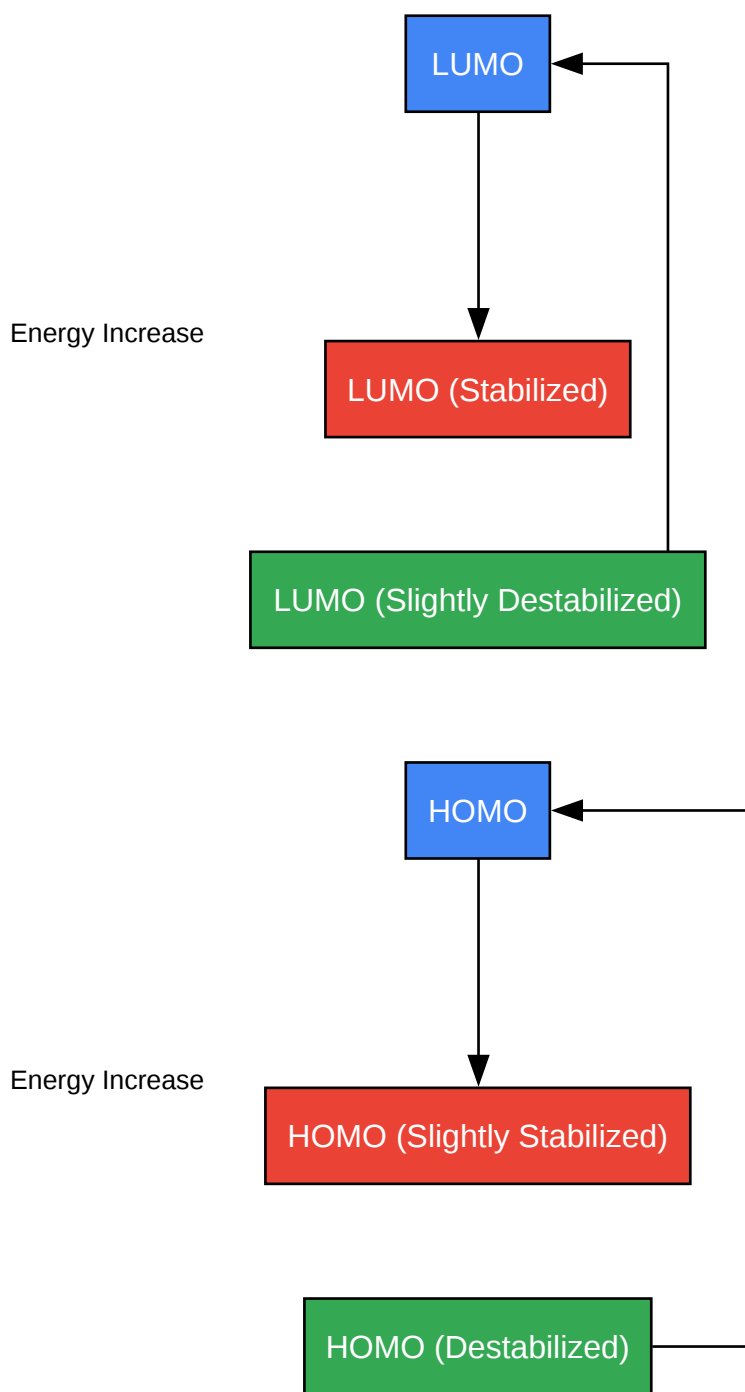 LUMO
Energy Increase
LUMO (Stabilized)
LUMO (Slightly Destabilized)
HOMO
Energy Increase
HOMO (Slightly Stabilized)
HOMO (Destabilized)